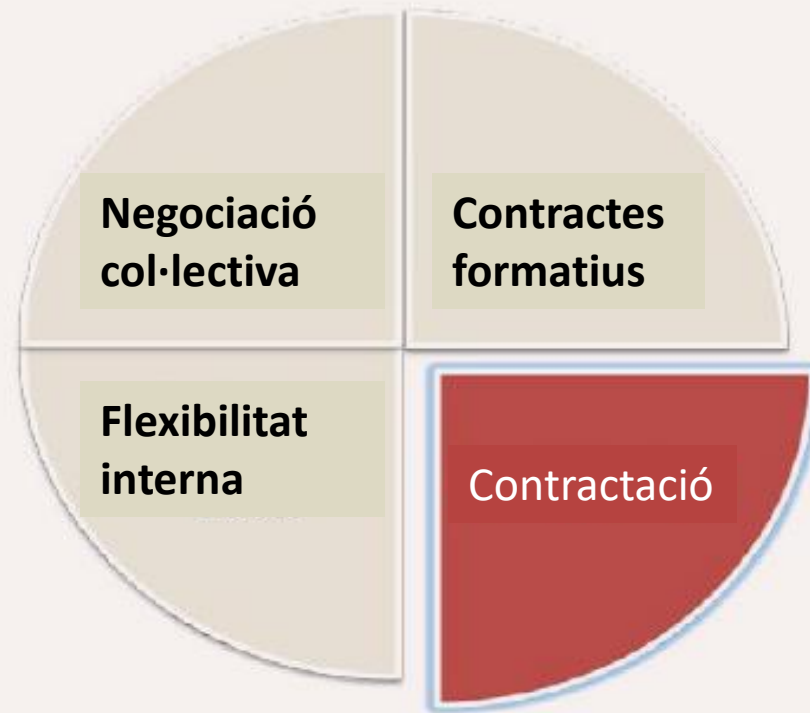 Negociació
col·lectiva
Contractes
formatius
Flexibilitat
interna
Contractació